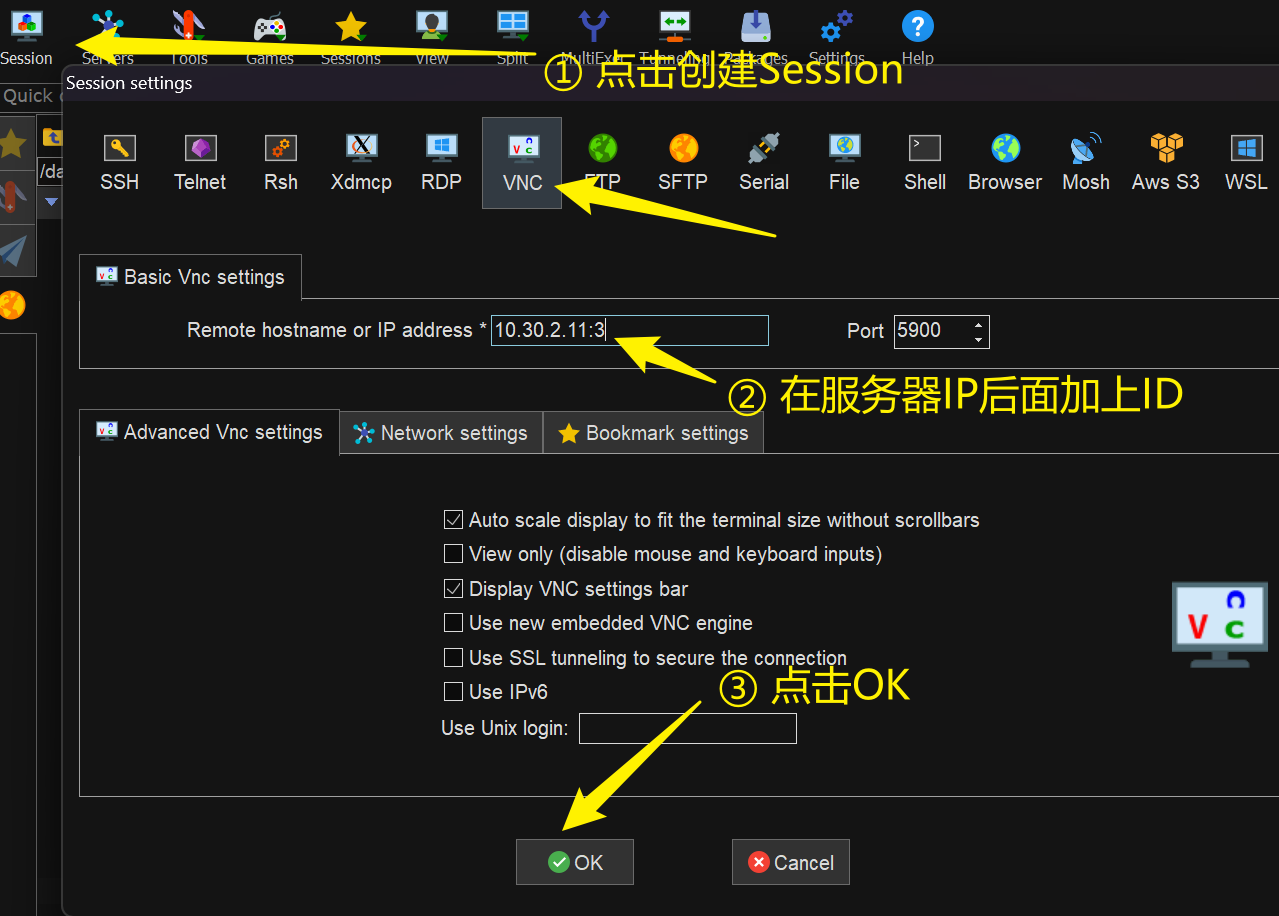 Session Servers Tools Games Sessions View Split MultiExec Tunneling Packages Settings Help
① 点击创建Session
Quick
Session settings
/da
SSH Telnet Rsh Xdmcp RDP VNC FTP SFTP Serial File Shell Browser Mosh Aws S3 WSL
Basic Vnc settings
Remote hostname or IP address * 10.30.2.11:3 Port 5900
② 在服务器IP后面加上ID
Advanced Vnc settings Network settings Bookmark settings
Auto scale display to fit the terminal size without scrollbars
View only (disable mouse and keyboard inputs)
Display VNC settings bar
Use new embedded VNC engine
Use SSL tunneling to secure the connection
Use IPv6
③ 点击OK
Use Unix login:
OK Cancel